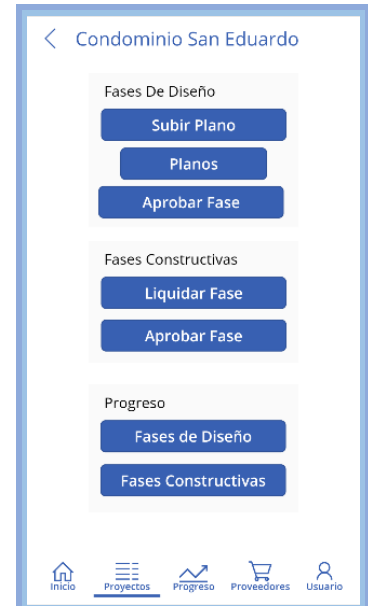 Condominio San Eduardo
Fases De Diseño
Subir Plano
Planos
Aprobar Fase
Fases Constructivas
Liquidar Fase
Aprobar Fase
Progreso
Fases de Diseño
Fases Constructivas
Inicio Proyectos Progreso Proveedores Usuario